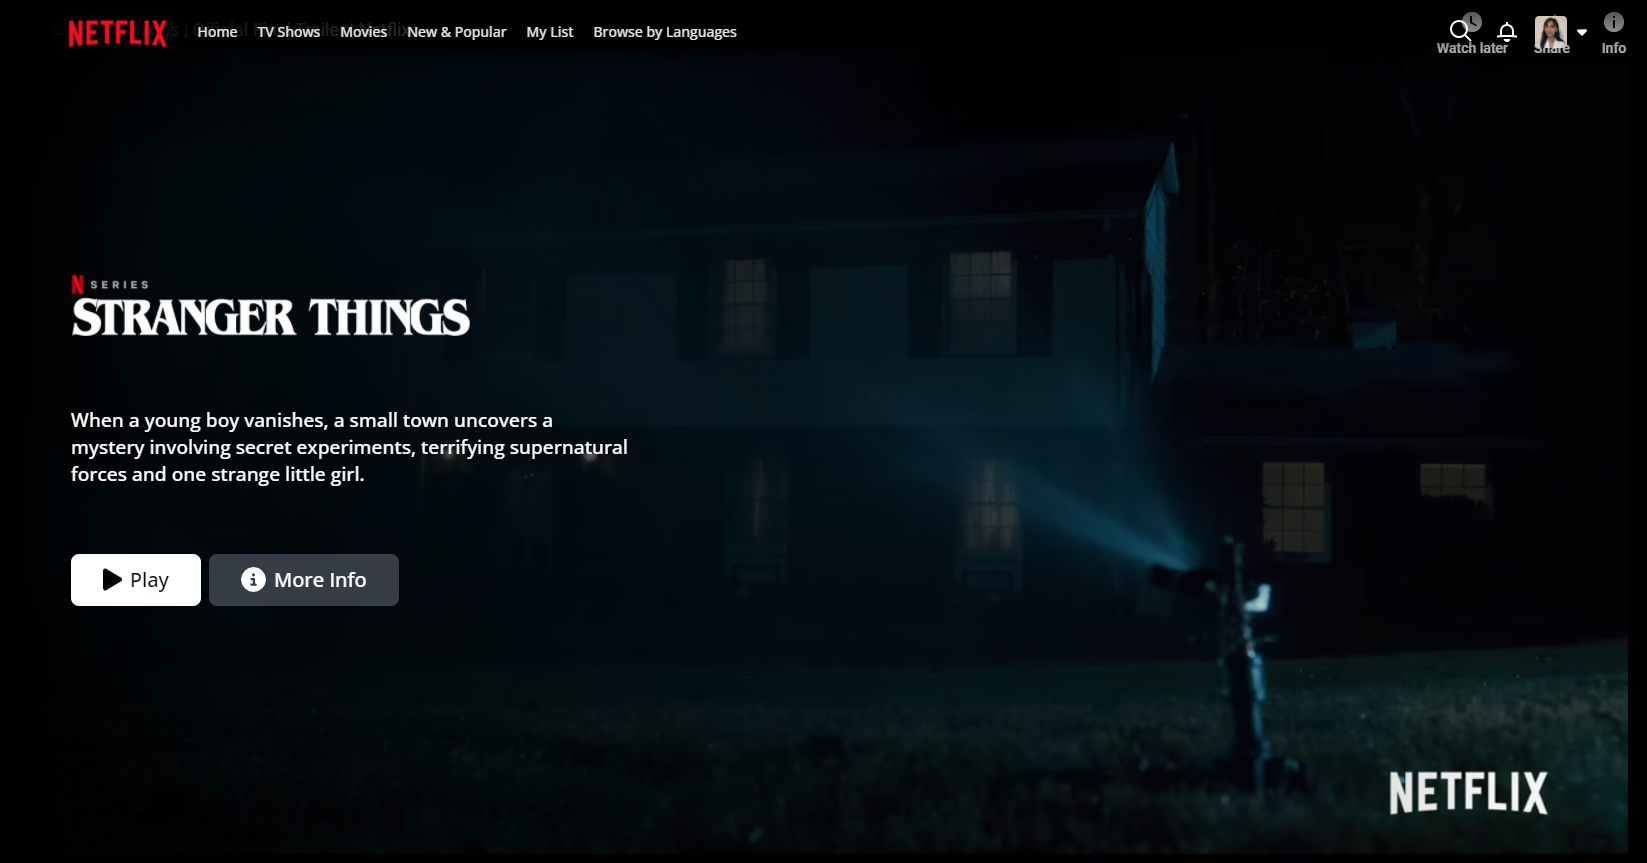 NETFLIX
Home TV Shows Movies New & Popular My List Browse by Languages
Watch later Share Info
N SERIES
STRANGER THINGS
When a young boy vanishes, a small town uncovers a
mystery involving secret experiments, terrifying supernatural
forces and one strange little girl.
Play More Info
NETFLIX